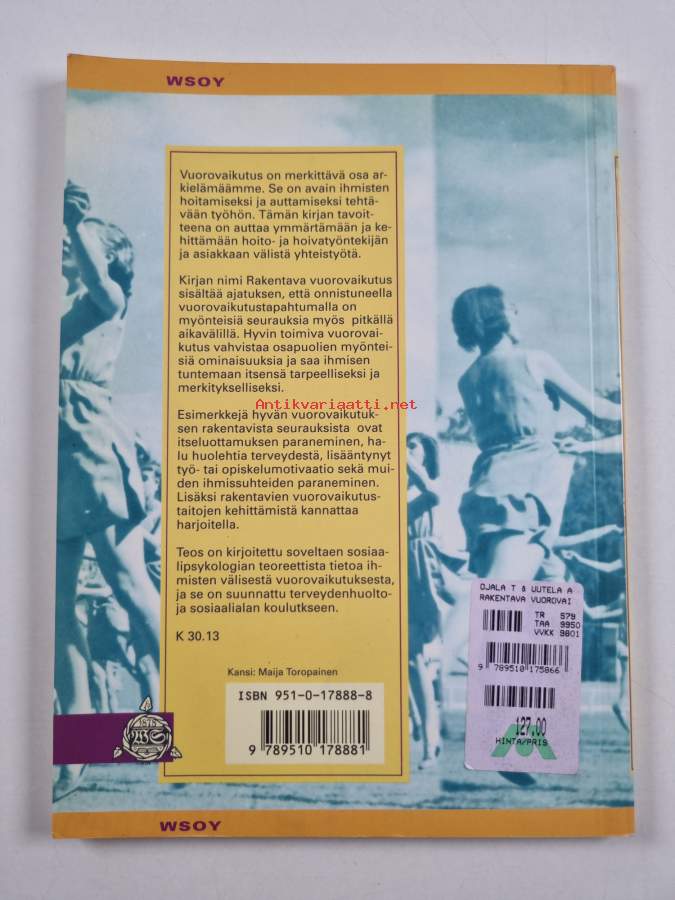 WSOY
Vuorovaikutus on merkittävä osa ar-
kielämäämme. Se on avain ihmisten
hoitamiseksi ja auttamiseksi tehtä-
vään työhön. Tämän kirjan tavoit-
teena on auttaa ymmärtämään ja ke-
hittämään hoito- ja hoivatyöntekijän
ja asiakkaan välistä yhteistyötä.
Kirjan nimi Rakentava vuorovaikutus
sisältää ajatuksen, että onnistuneella
vuorovaikutustapahtumalla on
myönteisiä seurauksia myös pitkällä
aikavälillä. Hyvin toimiva vuorovai-
kutus vahvistaa osapuolien myöntei-
siä ominaisuuksia ja saa ihmisen
tuntemaan itsensä tarpeelliseksi ja
merkitykselliseksi.
Antikvariaatti.net
Esimerkkejä hyvän vuorovaikutuk-
sen rakentavista seurauksista ovat
itseluottamuksen paraneminen, ha-
lu huolehtia terveydestä, lisääntynyt
työ- tai opiskelumotivaatio sekä mui-
den ihmissuhteiden paraneminen.
Lisäksi rakentavien vuorovaikutus-
taitojen kehittämistä kannattaa
harjoitella.
Teos on kirjoitettu soveltaen sosiaa-
lipsykologian teoreettista tietoa ih-
misten välisestä vuorovaikutuksesta,
ja se on suunnattu terveydenhuolto-
ja sosiaalialan koulutkseen.
K 30.13
Kansi: Maija Toropainen
ISBN 951-0-17888-8
9 789510 178881
OJALA T & UUTELA A
RAKENTAVA VUOROVAI
TR 579
TAA 9950
VVKK 9801
9 789510 175866
127.00
HINTA/PRIS
1878
WS
WSOY